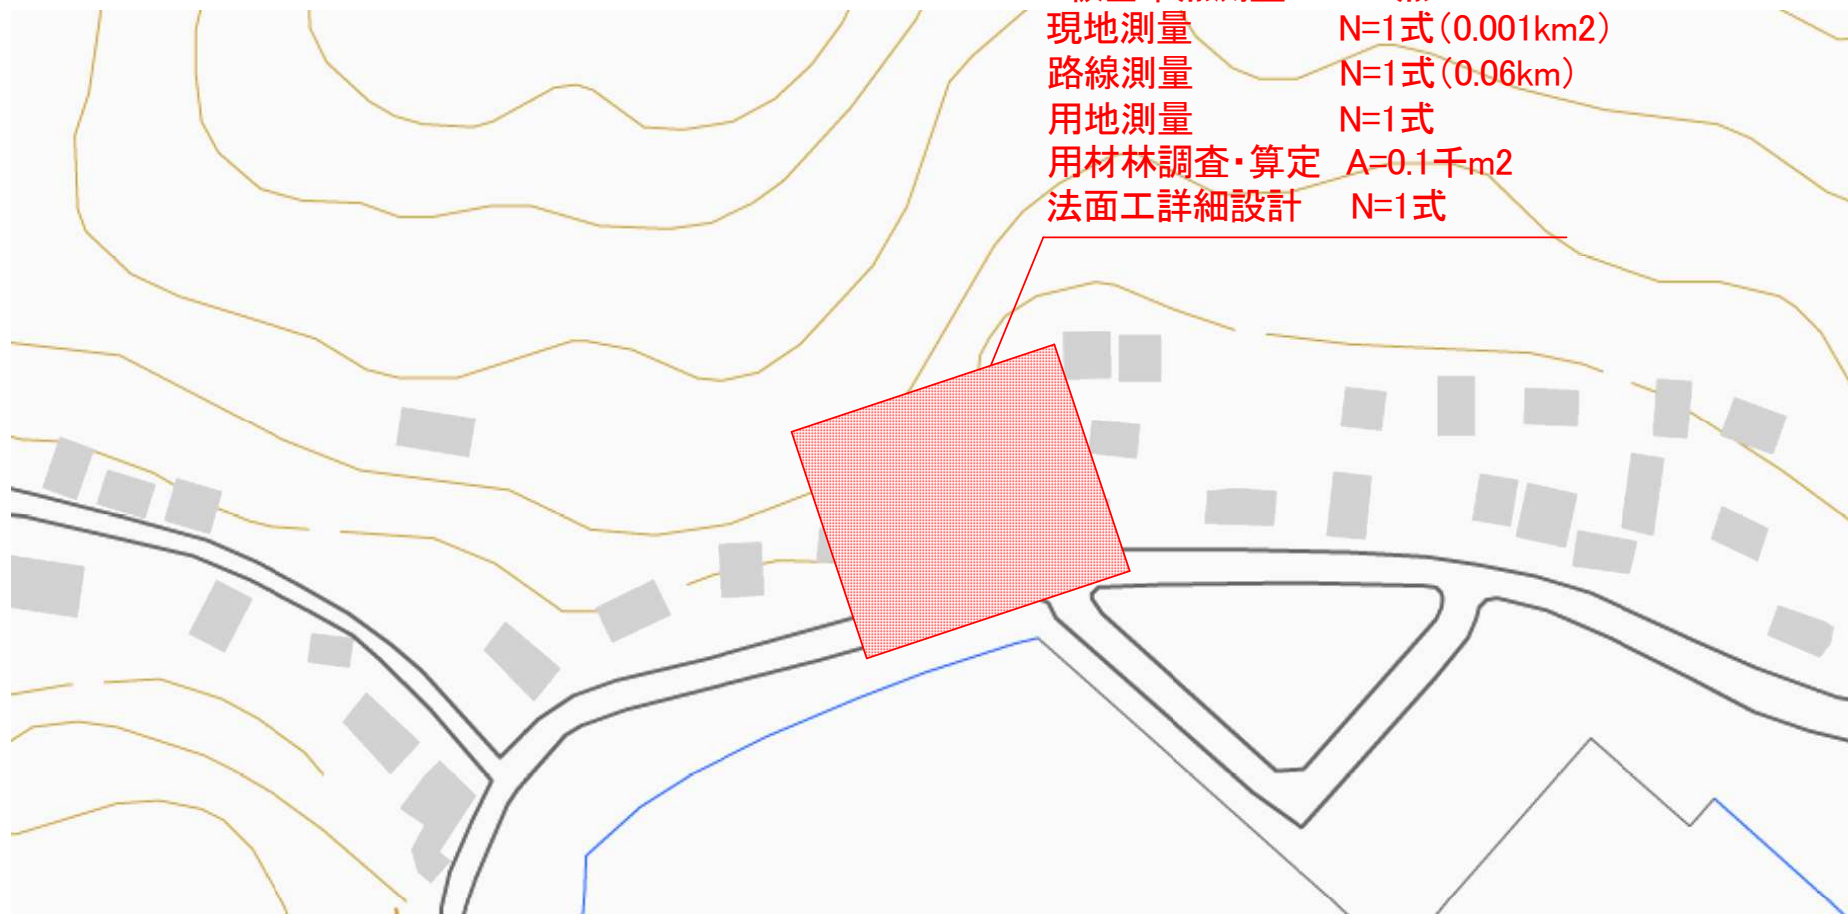 現地測量 N=1式(0.001km2)
路線測量 N=1式(0.06km)
用地測量 N=1式
用材林調査・算定 A=0.1千m2
法面工詳細設計 N=1式